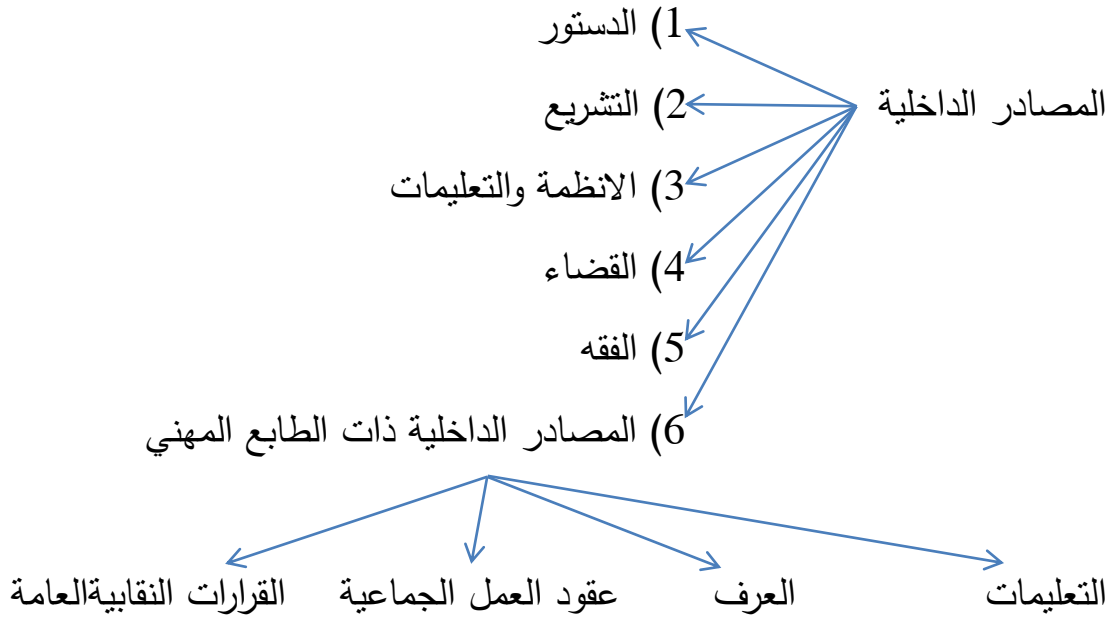 1) الدستور
المصادر الداخلية
2) التشريع
3) الانظمة والتعليمات
4) القضاء
5) الفقه
6) المصادر الداخلية ذات الطابع المهني
التعليمات العرف عقود العمل الجماعية القرارات النقابيةالعامة